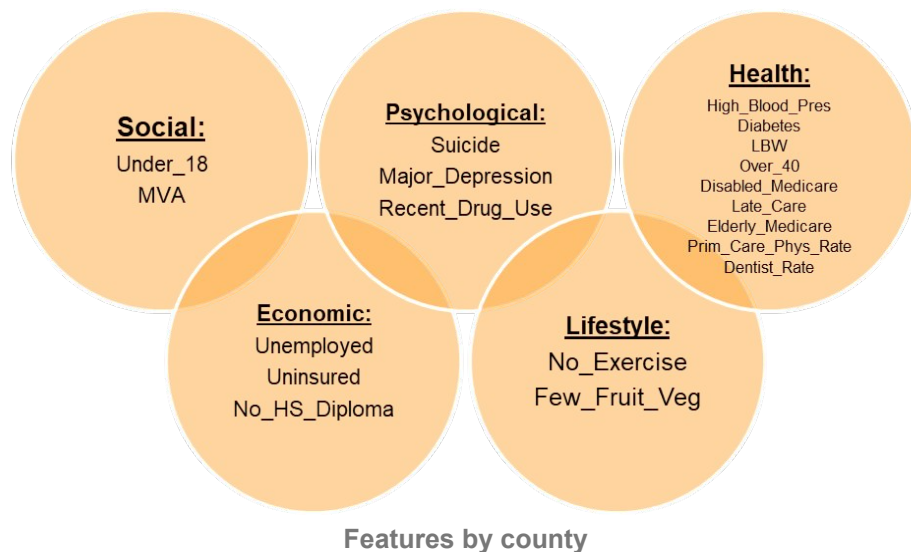 Social:
Under_18
MVA
Psychological:
Suicide
Major_Depression
Recent_Drug_Use
Health:
High_Blood_Pres
Diabetes
LBW
Over_40
Disabled_Medicare
Late_Care
Elderly_Medicare
Prim_Care_Phys_Rate
Dentist_Rate
Economic:
Unemployed
Uninsured
No_HS_Diploma
Lifestyle:
No_Exercise
Few_Fruit_Veg
Features by county